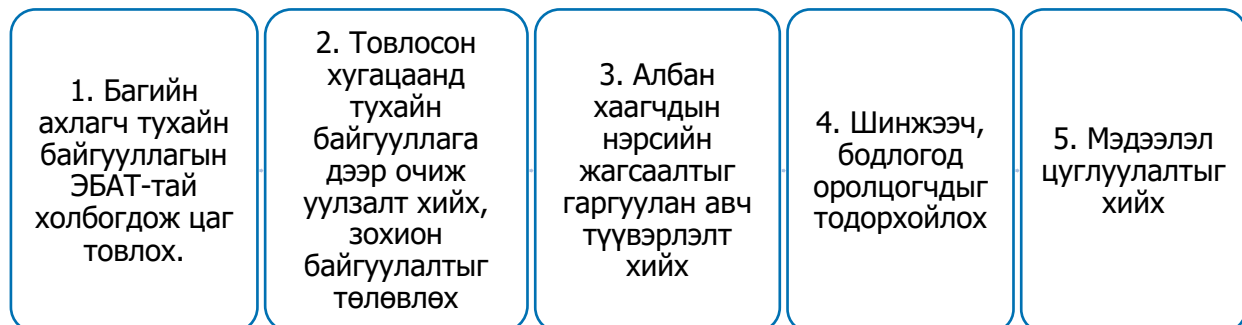 1. Багийн
ахлагч тухайн
байгууллагын
ЭБАТ-тай
холбогдож цаг
товлох.
2. Товлосон
хугацаанд
тухайн
байгууллага
дээр очиж
уулзалт хийх,
зохион
байгуулалтыг
төлөвлөх
3. Албан
хаагчдын
нэрсийн
жагсаалтыг
гаргуулан авч
түүвэрлэлт
хийх
4. Шинжээч,
бодлогод
оролцогчдыг
тодорхойлох
5. Мэдээлэл
цуглуулалтыг
хийх